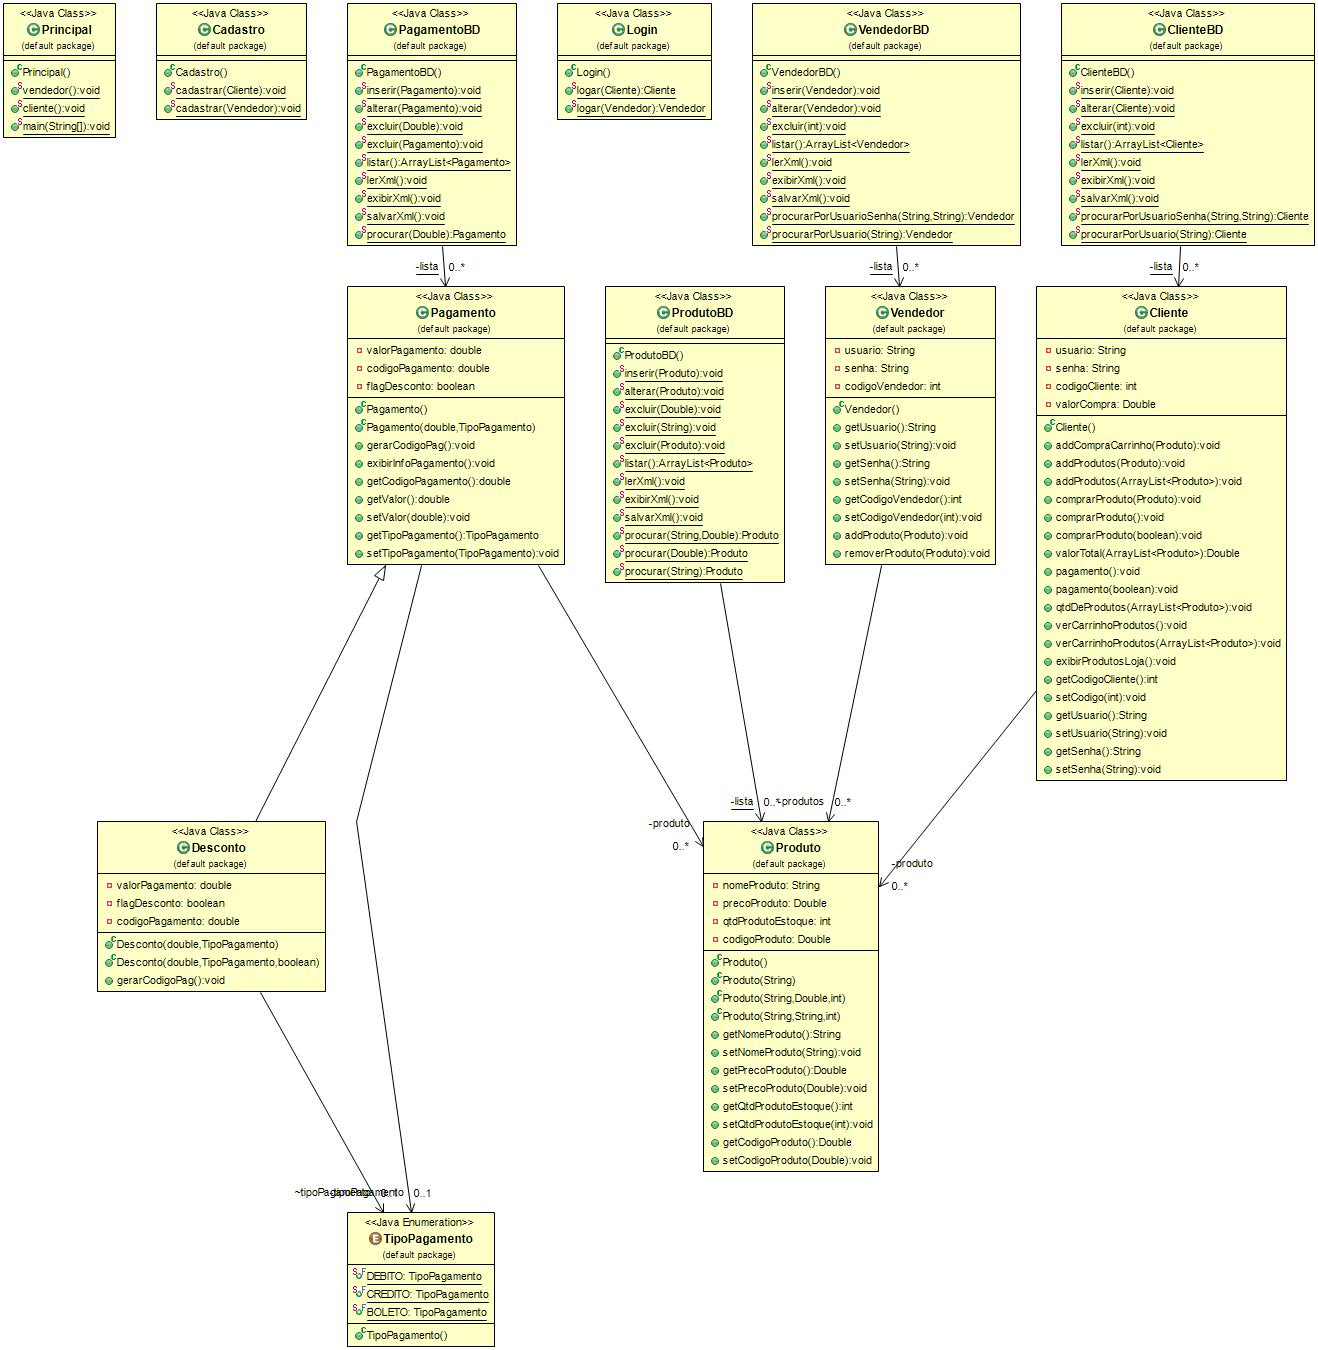 <<Java Class>>
Principal
(default package)
Principal()
vendedor():void
cliente():void
main(String[]):void
<<Java Class>>
Cadastro
(default package)
Cadastro()
cadastrar(Cliente):void
cadastrar(Vendedor):void
<<Java Class>>
PagamentoBD
(default package)
PagamentoBD()
inserir(Pagamento):void
alterar(Pagamento):void
excluir(Double):void
excluir(Pagamento):void
listar():ArrayList<Pagamento>
lerXml():void
exibirXml():void
salvarXml():void
procurar(Double):Pagamento
<<Java Class>>
Login
(default package)
Login()
logar(Cliente):Cliente
logar(Vendedor):Vendedor
<<Java Class>>
VendedorBD
(default package)
VendedorBD()
inserir(Vendedor):void
alterar(Vendedor):void
excluir(int):void
listar():ArrayList<Vendedor>
lerXml():void
exibirXml():void
salvarXml():void
procurarPorUsuarioSenha(String,String):Vendedor
procurarPorUsuario(String):Vendedor
<<Java Class>>
ClienteBD
(default package)
ClienteBD()
inserir(Cliente):void
alterar(Cliente):void
excluir(int):void
listar():ArrayList<Cliente>
lerXml():void
exibirXml():void
salvarXml():void
procurarPorUsuarioSenha(String,String):Cliente
procurarPorUsuario(String):Cliente
-lista 0..*
-lista 0..*
-lista 0..*
<<Java Class>>
Pagamento
(default package)
valorPagamento: double
codigoPagamento: double
flagDesconto: boolean
Pagamento()
Pagamento(double,TipoPagamento)
gerarCodigoPag():void
exibirInfoPagamento():void
getCodigoPagamento():double
getValor():double
setValor(double):void
getTipoPagamento():TipoPagamento
setTipoPagamento(TipoPagamento):void
<<Java Class>>
ProdutoBD
(default package)
ProdutoBD()
inserir(Produto):void
alterar(Produto):void
excluir(Double):void
excluir(String):void
excluir(Produto):void
listar():ArrayList<Produto>
lerXml():void
exibirXml():void
salvarXml():void
procurar(String,Double):Produto
procurar(Double):Produto
procurar(String):Produto
<<Java Class>>
Vendedor
(default package)
usuario: String
senha: String
codigoVendedor: int
Vendedor()
getUsuario():String
setUsuario(String):void
getSenha():String
setSenha(String):void
getCodigoVendedor():int
setCodigoVendedor(int):void
addProduto(Produto):void
removerProduto(Produto):void
<<Java Class>>
Cliente
(default package)
usuario: String
senha: String
codigoCliente: int
valorCompra: Double
Cliente()
addCompraCarrinho(Produto):void
addProdutos(Produto):void
addProdutos(ArrayList<Produto>):void
comprarProduto(Produto):void
comprarProduto():void
comprarProduto(boolean):void
valorTotal(ArrayList<Produto>):Double
pagamento():void
pagamento(boolean):void
qtdDeProdutos(ArrayList<Produto>):void
verCarrinhoProdutos():void
verCarrinhoProdutos(ArrayList<Produto>):void
exibirProdutosLoja():void
getCodigoCliente():int
setCodigo(int):void
getUsuario():String
setUsuario(String):void
getSenha():String
setSenha(String):void
-lista 0..* -produtos 0..*
-produto
0..*
-produto
0..*
<<Java Class>>
Desconto
(default package)
valorPagamento: double
flagDesconto: boolean
codigoPagamento: double
Desconto(double,TipoPagamento)
Desconto(double,TipoPagamento,boolean)
gerarCodigoPag():void
<<Java Class>>
Produto
(default package)
nomeProduto: String
precoProduto: Double
qtdProdutoEstoque: int
codigoProduto: Double
Produto()
Produto(String)
Produto(String,Double,int)
Produto(String,String,int)
getNomeProduto():String
setNomeProduto(String):void
getPrecoProduto():Double
setPrecoProduto(Double):void
getQtdProdutoEstoque():int
setQtdProdutoEstoque(int):void
getCodigoProduto():Double
setCodigoProduto(Double):void
0..1
<<Java Enumeration>>
TipoPagamento
(default package)
DEBITO: TipoPagamento
CREDITO: TipoPagamento
BOLETO: TipoPagamento
TipoPagamento()